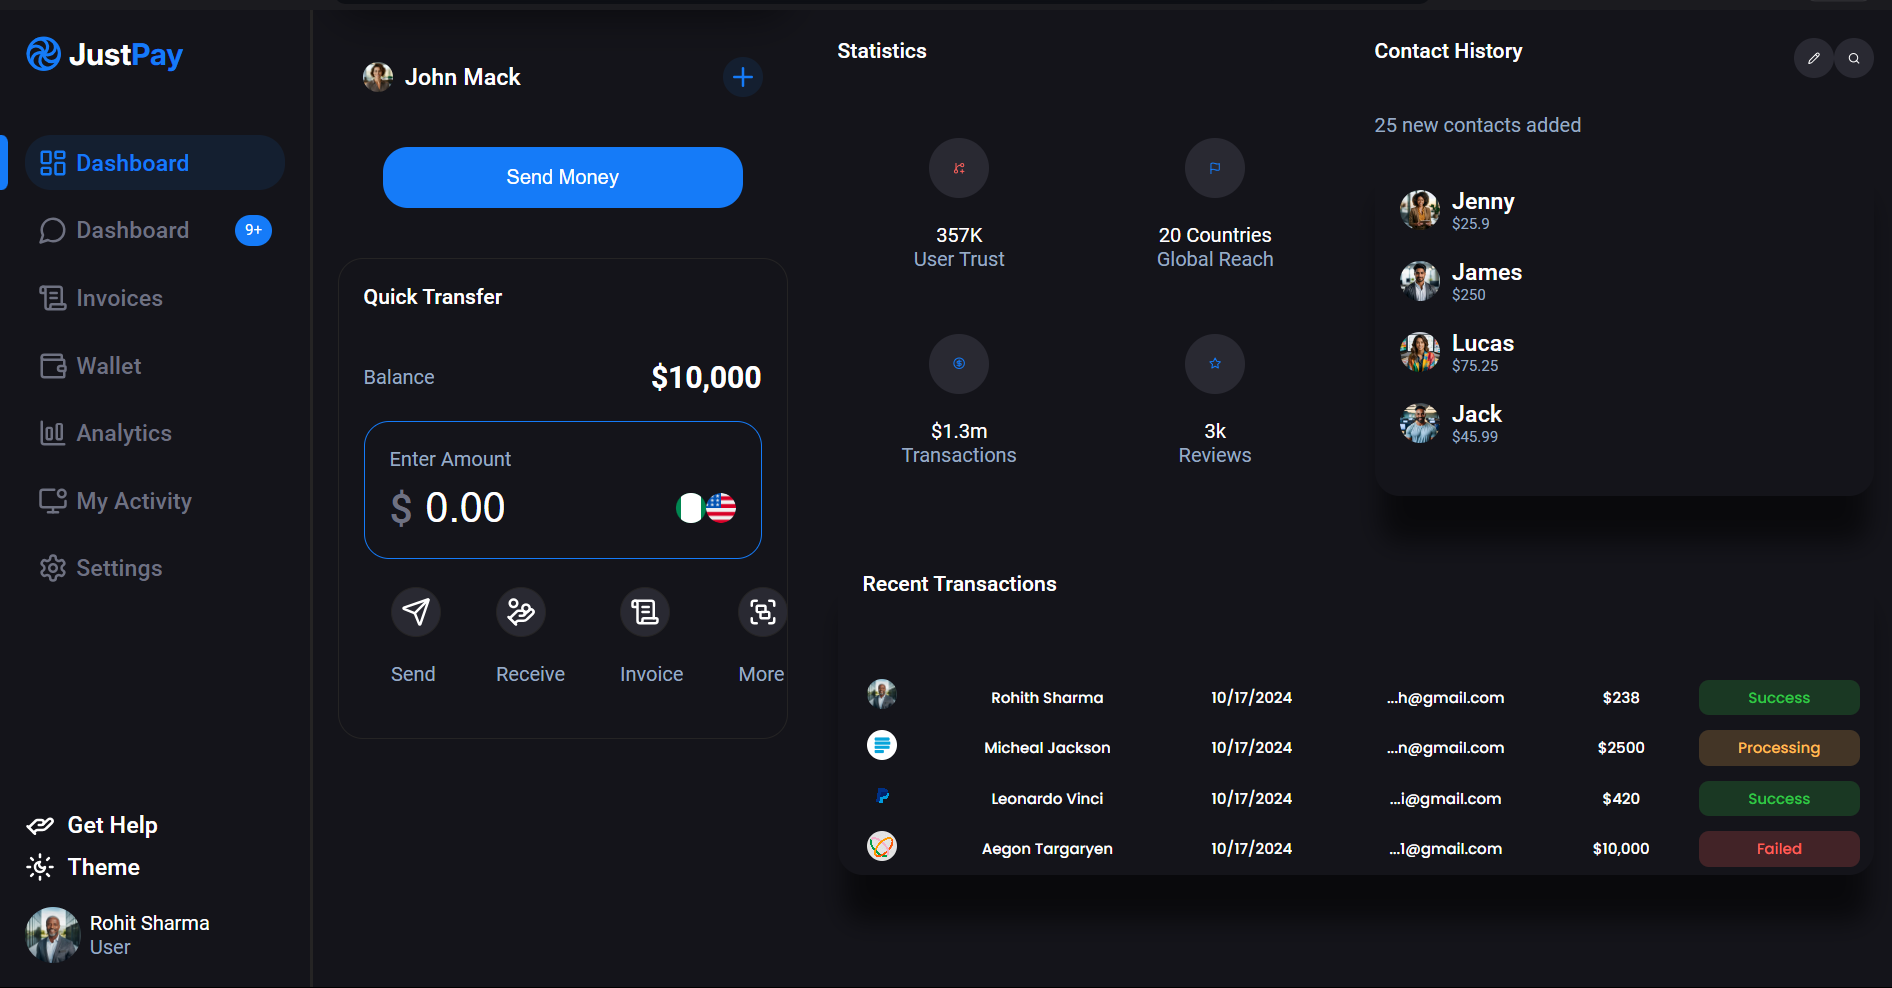 JustPay
Dashboard
Dashboard
9+
Invoices
Wallet
Analytics
My Activity
Settings
Get Help
Theme
Rohit Sharma
User
John Mack
Send Money
Quick Transfer
Balance
$10,000
Enter Amount
$ 0.00
Send
Receive
Invoice
More
Statistics
357K
User Trust
20 Countries
Global Reach
$1.3m
Transactions
3k
Reviews
Contact History
25 new contacts added
Jenny
$25.9
James
$250
Lucas
$75.25
Jack
$45.99
Recent Transactions
Rohith Sharma 10/17/2024 ...h@gmail.com $238 Success
Micheal Jackson 10/17/2024 ...n@gmail.com $2500 Processing
Leonardo Vinci 10/17/2024 ...i@gmail.com $420 Success
Aegon Targaryen 10/17/2024 ...1@gmail.com $10,000 Failed